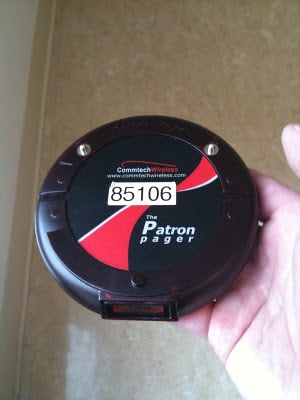 CommtechWireless
www.commtechwireless.com
85106
The
Patron
pager